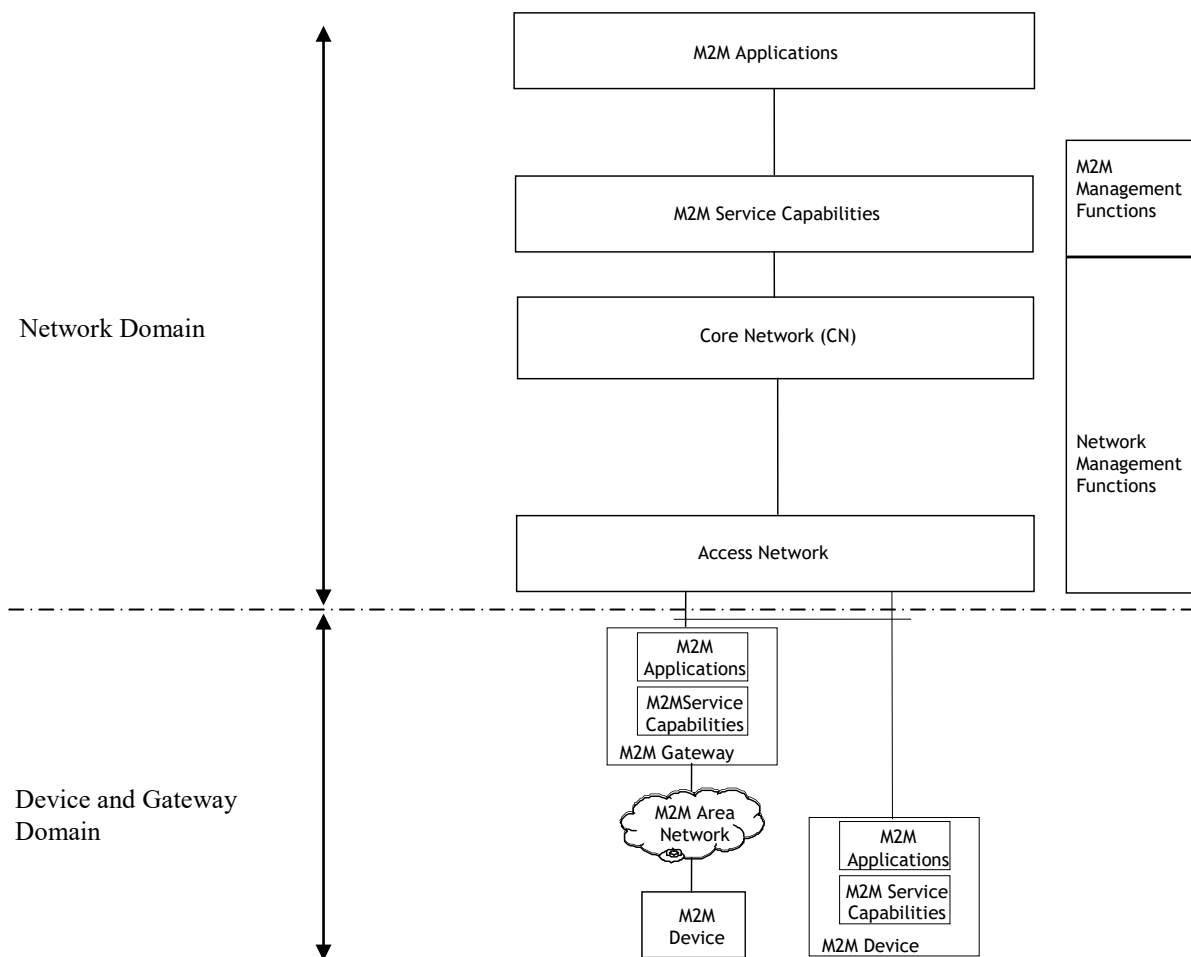 M2M Applications
M2M
Management
Functions
M2M Service Capabilities
Network Domain
Core Network (CN)
Network
Management
Functions
Access Network
M2M
Applications
M2MService
Capabilities
M2M Gateway
Device and Gateway
Domain
M2M Area
Network
M2M
Applications
M2M Service
Capabilities
M2M Device
M2M
Device